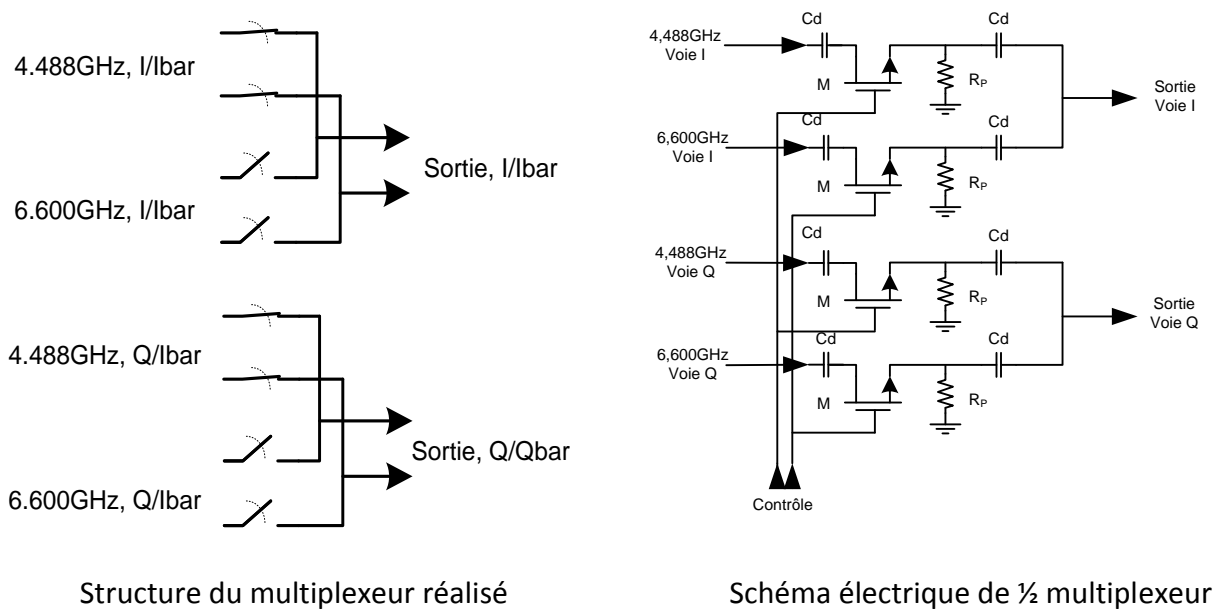 4.488GHz, I/Ibar
6.600GHz, I/Ibar
Sortie, I/Ibar
4.488GHz, Q/Ibar
6.600GHz, Q/Ibar
Sortie, Q/Qbar
Structure du multiplexeur réalisé
4,488GHz
Voie I
Cd
M
RP
Cd
6,600GHz
Voie I
Cd
M
RP
Cd
Sortie
Voie I
4,488GHz
Voie Q
Cd
M
RP
Cd
6,600GHz
Voie Q
Cd
M
RP
Cd
Sortie
Voie Q
Contrôle
Schéma électrique de ½ multiplexeur